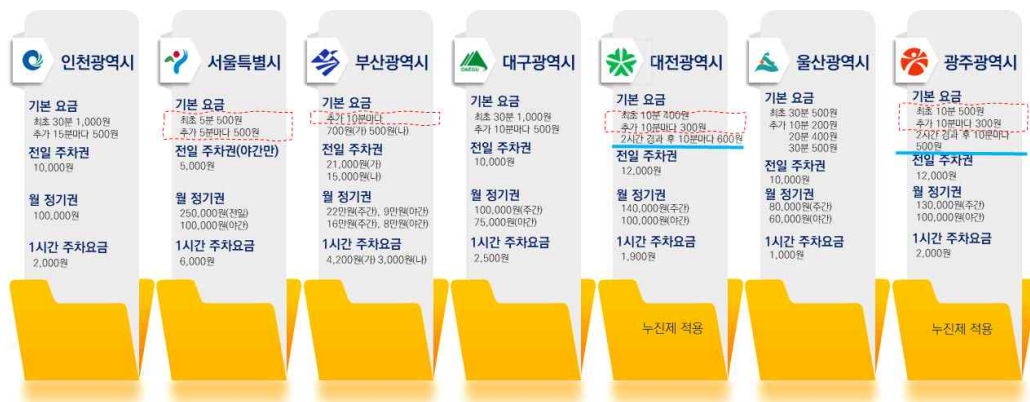 인천광역시
기본 요금
최초 30분 1,000원
추가 15분마다 500원
전일 주차권
10,000원
월 정기권
100,000원
1시간 주차요금
2,000원
서울특별시
기본 요금
최초 5분 500원
추가 5분마다 500원
전일 주차권(야간만)
5,000원
월 정기권
250,000원(전일)
100,000원(야간)
1시간 주차요금
6,000원
부산광역시
기본 요금
추가 10분마다
700원(가) 500원(나)
전일 주차권
21,000원(가)
15,000원(나)
월 정기권
22만원(주간), 9만원(야간)
16만원(주간), 8만원(야간)
1시간 주차요금
4,200원(가) 3,000원(나)
DAEGU
대구광역시
기본 요금
최초 30분 1,000원
추가 10분마다 500원
전일 주차권
10,000원
월 정기권
100,000원(주간)
75,000원(야간)
1시간 주차요금
2,500원
대전광역시
기본 요금
최초 10분 400원
추가 10분마다 300원
2시간 경과 후 10분마다 600원
전일 주차권
12,000원
월 정기권
140,000원(주간)
100,000원(야간)
1시간 주차요금
1,900원
누진제 적용
울산광역시
기본 요금
최초 30분 500원
추가 10분 200원
20분 400원
30분 500원
전일 주차권
10,000원
월 정기권
80,000원(주간)
60,000원(야간)
1시간 주차요금
1,000원
광주광역시
기본 요금
최초 10분 500원
추가 10분마다 300원
2시간 경과 후 10분마다
500원
전일 주차권
12,000원
월 정기권
130,000원(주간)
100,000원(야간)
1시간 주차요금
2,000원
누진제 적용